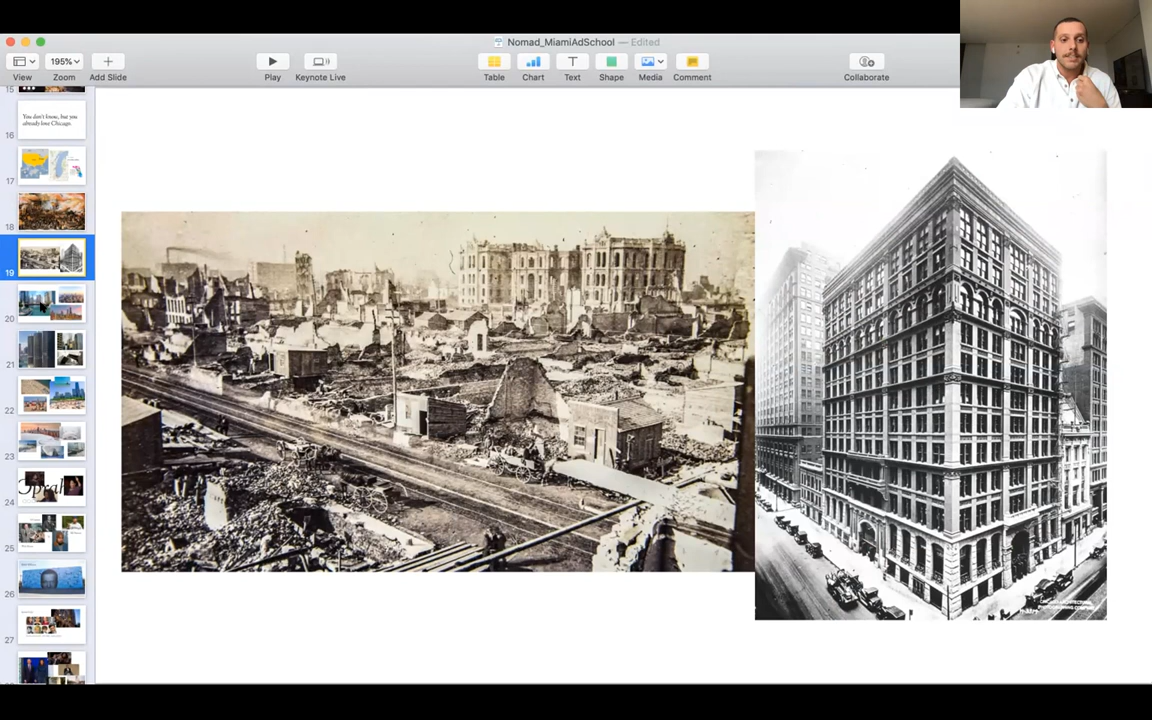 Nomad_MiamiAdSchool — Edited
195%
View
Zoom
Add Slide
Play
Keynote Live
Table
Chart
Text
Shape
Media
Comment
Collaborate
15
16
You don't know, but you
already love Chicago.
17
18
19
20
21
22
23
24
Oprah
25
26
27